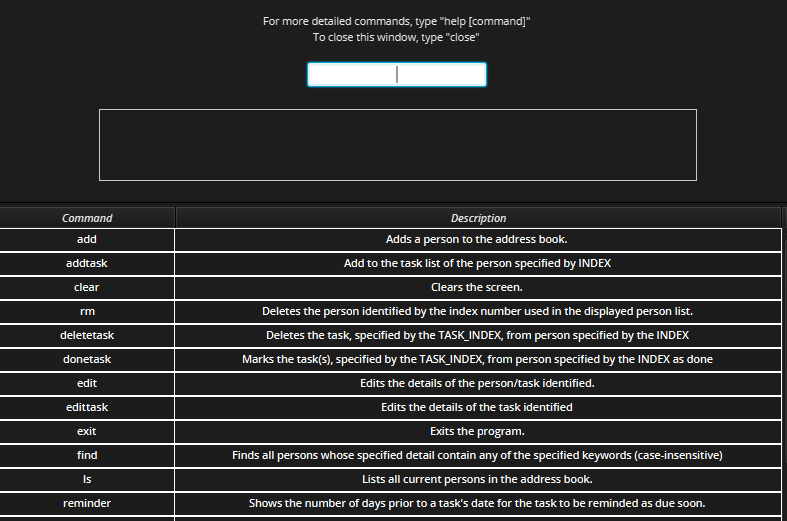 For more detailed commands, type "help [command]"
To close this window, type "close"
Command Description
add Adds a person to the address book.
addtask Add to the task list of the person specified by INDEX
clear Clears the screen.
rm Deletes the person identified by the index number used in the displayed person list.
deletetask Deletes the task, specified by the TASK_INDEX, from person specified by the INDEX
donetask Marks the task(s), specified by the TASK_INDEX, from person specified by the INDEX as done
edit Edits the details of the person/task identified.
edittask Edits the details of the task identified
exit Exits the program.
find Finds all persons whose specified detail contain any of the specified keywords (case-insensitive)
ls Lists all current persons in the address book.
reminder Shows the number of days prior to a task's date for the task to be reminded as due soon.